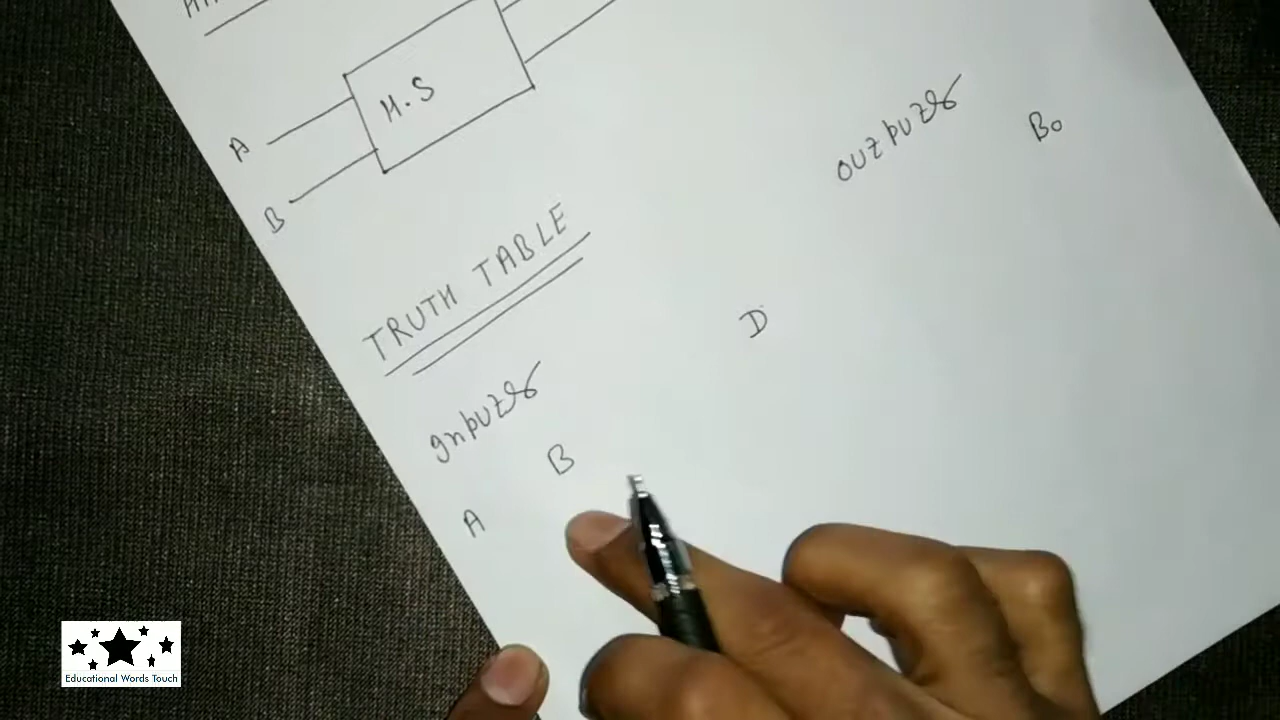 A
H.S
B
TRUTH TABLE
Inputs
outputs
A
B
D
Bo
Educational Words Touch